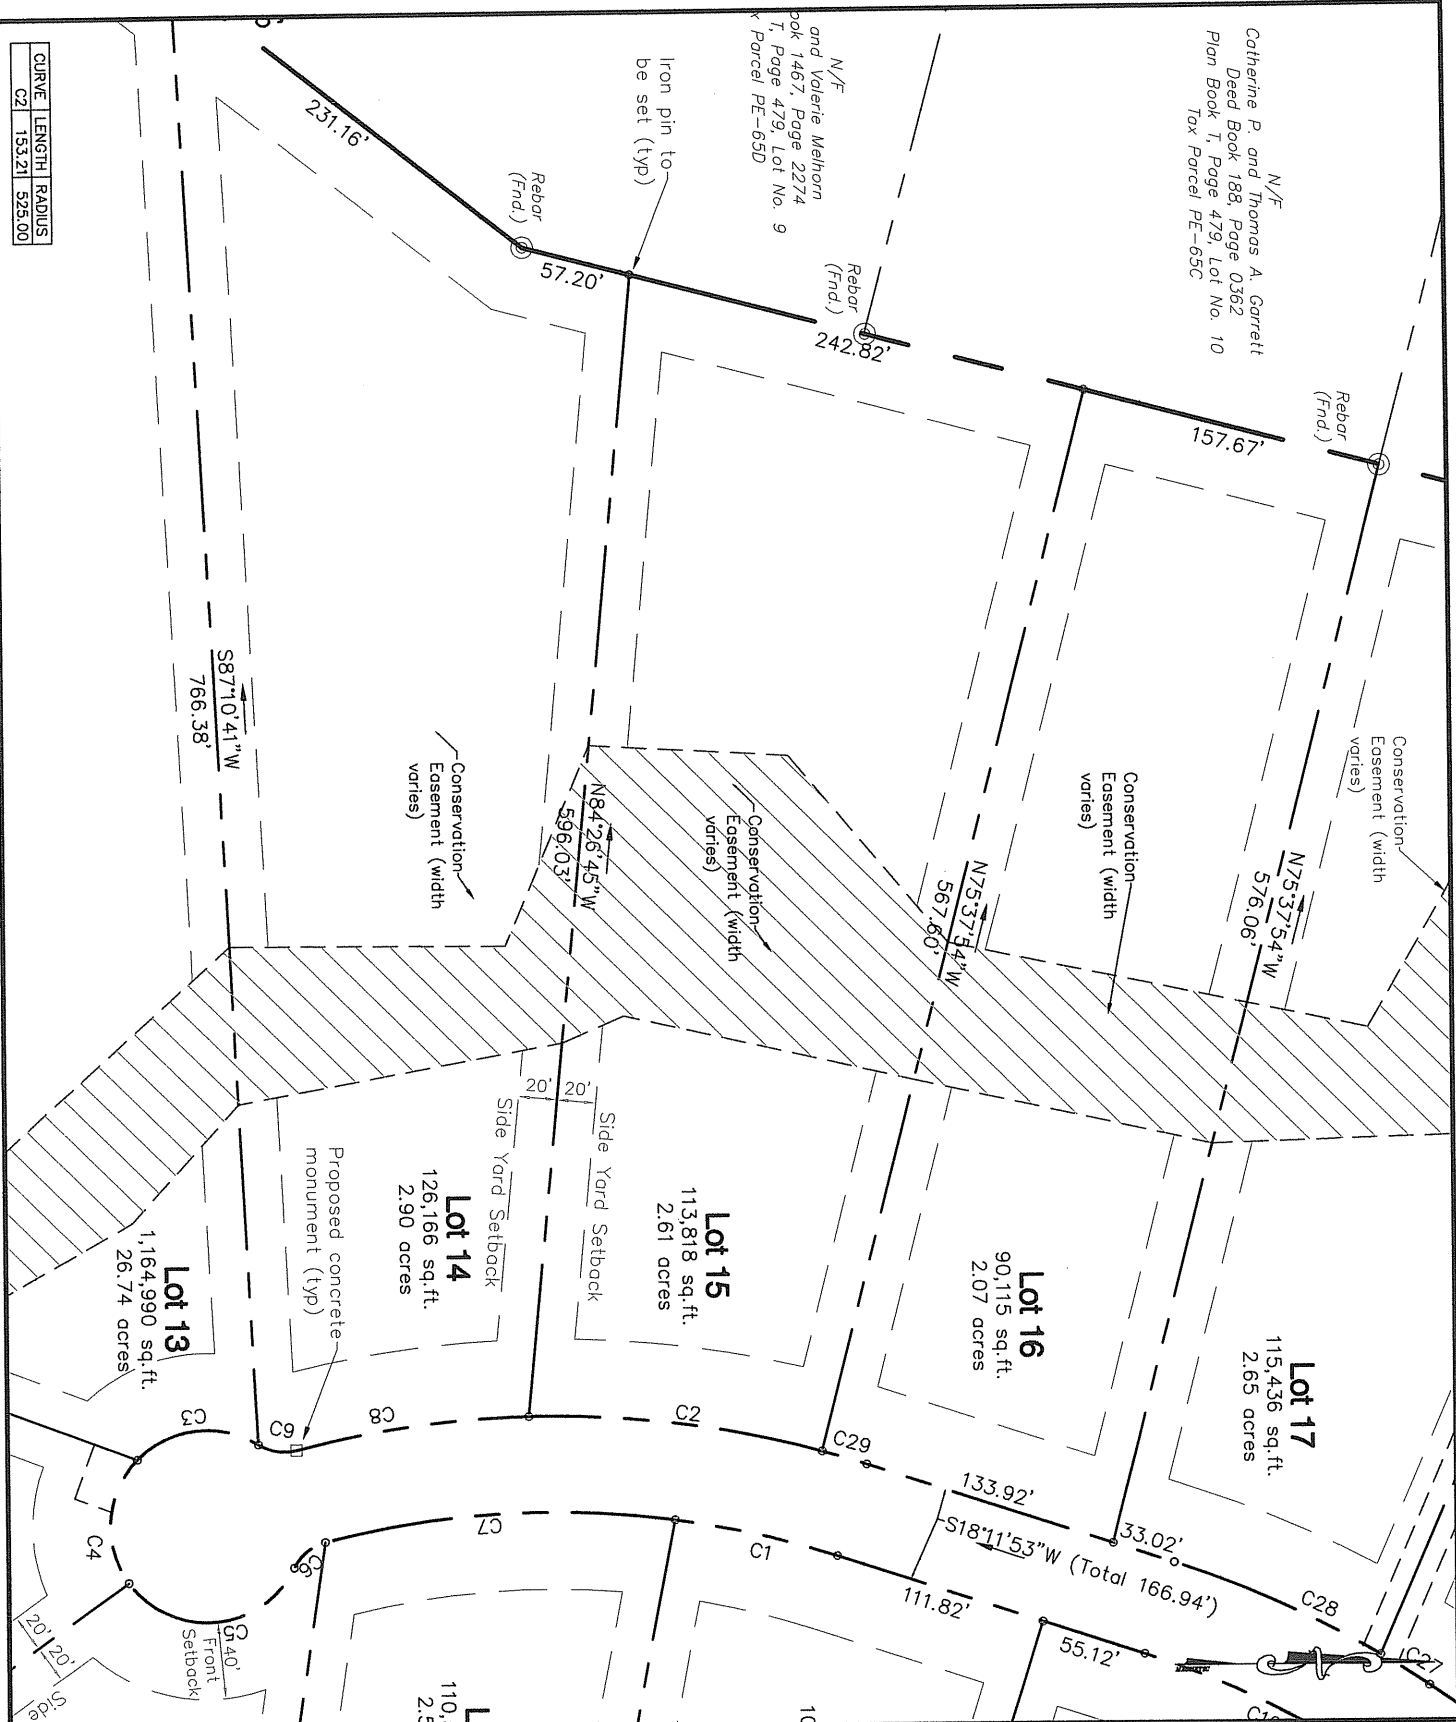 N/F
Catherine P. and Thomas A. Garrett
Deed Book 188, Page 0362
Plan Book T, Page 479, Lot No. 10
Tax Parcel PE-65C
N/F
and Valerie Melhorn
ook 1467, Page 2274
T, Page 479, Lot No. 9
Parcel PE-65D
Iron pin to
be set (typ)
231.16'
Rebar
(Fnd.)
57.20'
Rebar
(Fnd.)
242.82'
Rebar
(Fnd.)
157.67'
CURVE LENGTH RADIUS
C2 153.21 525.00
S87°10'41"W
766.38'
Conservation
Easement (width
varies)
N84°26'45"W
596.03'
Conservation
Easement (width
varies)
N75°37'54"W
567.60'
Conservation
Easement (width
varies)
N75°37'54"W
576.06'
Conservation
Easement (width
varies)
20'
20'
Side Yard Setback
Side Yard Setback
Proposed concrete
monument (typ)
Lot 13
1,164,990 sq.ft.
26.74 acres
Lot 14
126,166 sq.ft.
2.90 acres
Lot 15
113,818 sq.ft.
2.61 acres
Lot 16
90,115 sq.ft.
2.07 acres
Lot 17
115,436 sq.ft.
2.65 acres
C3
C9
C8
C2
C29
133.92'
33.02'
S18°11'53"W (Total 166.94')
C28
C27
C4
C5
C6
C7
C1
111.82'
55.12'
40'
Front
Setback
20'
20'
Side
110,
2.5
10